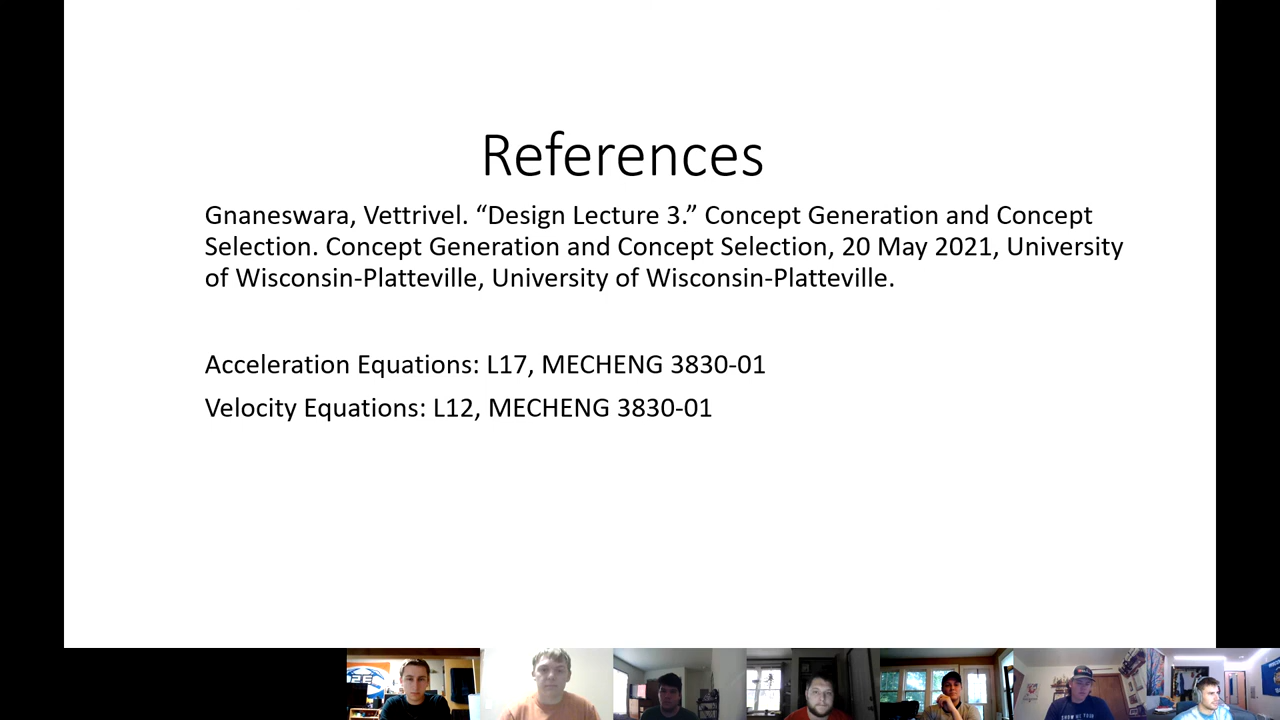 References
Gnaneswara, Vettrivel. “Design Lecture 3.” Concept Generation and Concept
Selection. Concept Generation and Concept Selection, 20 May 2021, University
of Wisconsin-Platteville, University of Wisconsin-Platteville.
Acceleration Equations: L17, MECHENG 3830-01
Velocity Equations: L12, MECHENG 3830-01